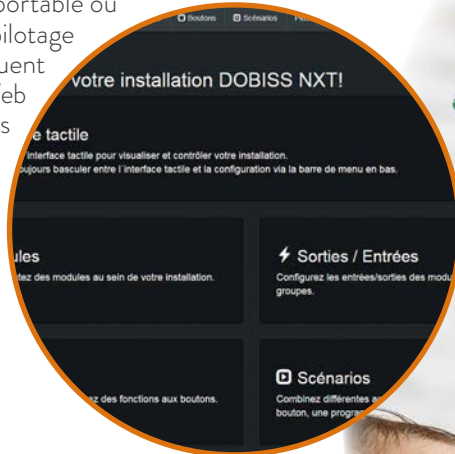 portable ou
pilotage
uent
eb
s
Boutons Scénarios
votre installation DOBISS NXT!
e tactile
interface tactile pour visualiser et contrôler votre installation.
oujours basculer entre l'interface tactile et la configuration via la barre de menu en bas.
ules
tez des modules au sein de votre installation.
Sorties / Entrées
Configurez les entrées/sorties des modu
groupes.
ez des fonctions aux boutons.
Scénarios
Combinez différentes a
bouton, une progra